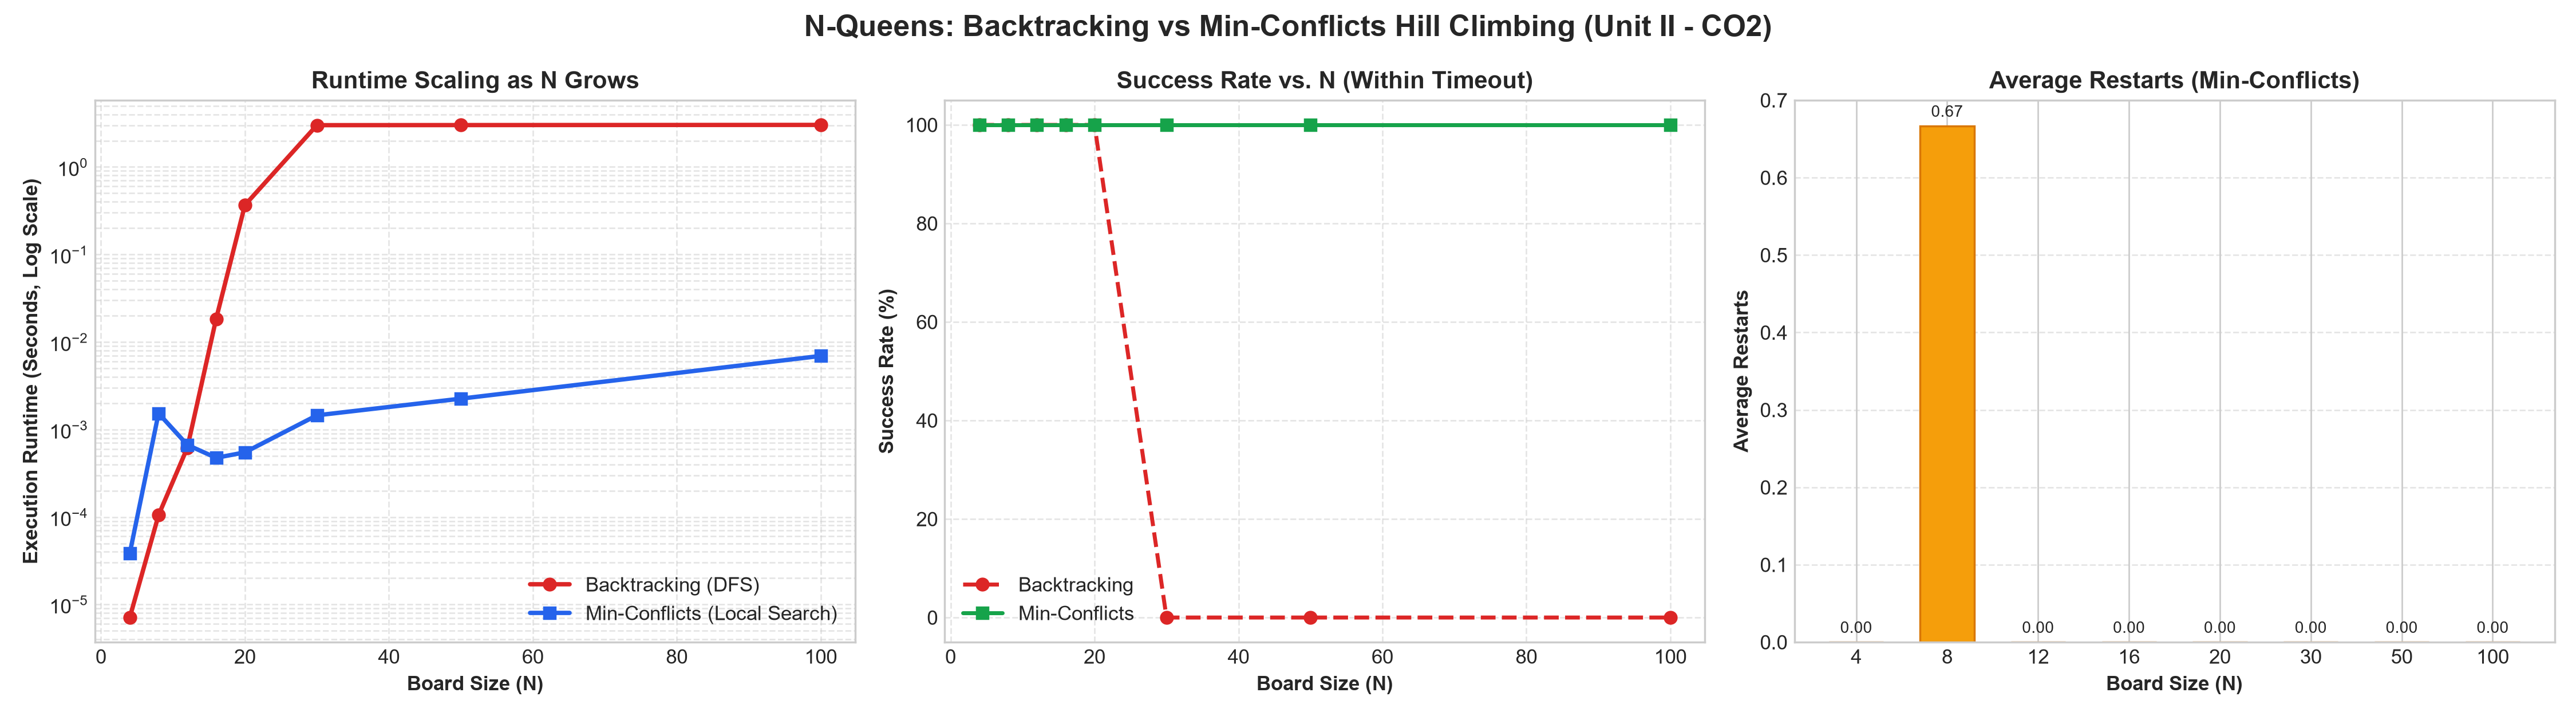 N-Queens: Backtracking vs Min-Conflicts Hill Climbing (Unit II - CO2)
Runtime Scaling as N Grows
Execution Runtime (Seconds, Log Scale)
10⁰
10⁻¹
10⁻²
10⁻³
10⁻⁴
10⁻⁵
Backtracking (DFS)
Min-Conflicts (Local Search)
0 20 40 60 80 100
Board Size (N)
Success Rate vs. N (Within Timeout)
Success Rate (%)
100
80
60
40
20
0
Backtracking
Min-Conflicts
0 20 40 60 80 100
Board Size (N)
Average Restarts (Min-Conflicts)
Average Restarts
0.7
0.6
0.5
0.4
0.3
0.2
0.1
0.0
0.67
0.00 0.00 0.00 0.00 0.00 0.00 0.00
4 8 12 16 20 30 50 100
Board Size (N)